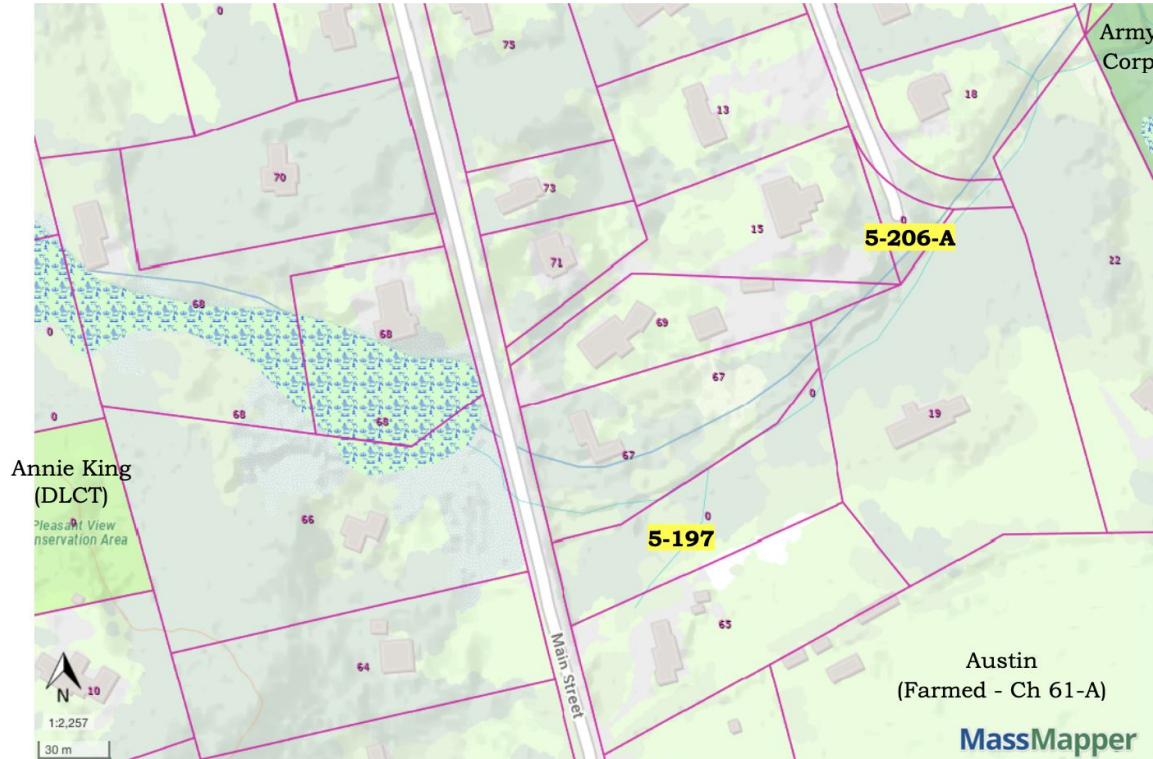 0
75
Army
Corp
18
13
70
73
15
0
5-206-A
71
22
68
69
68
0
67
0
0
68
68
19
67
Annie King
(DLCT)
Pleasant View
nservation Area
0
66
0
5-197
65
Main Street
64
Austin
(Farmed - Ch 61-A)
10
N
1:2,257
30 m
MassMapper